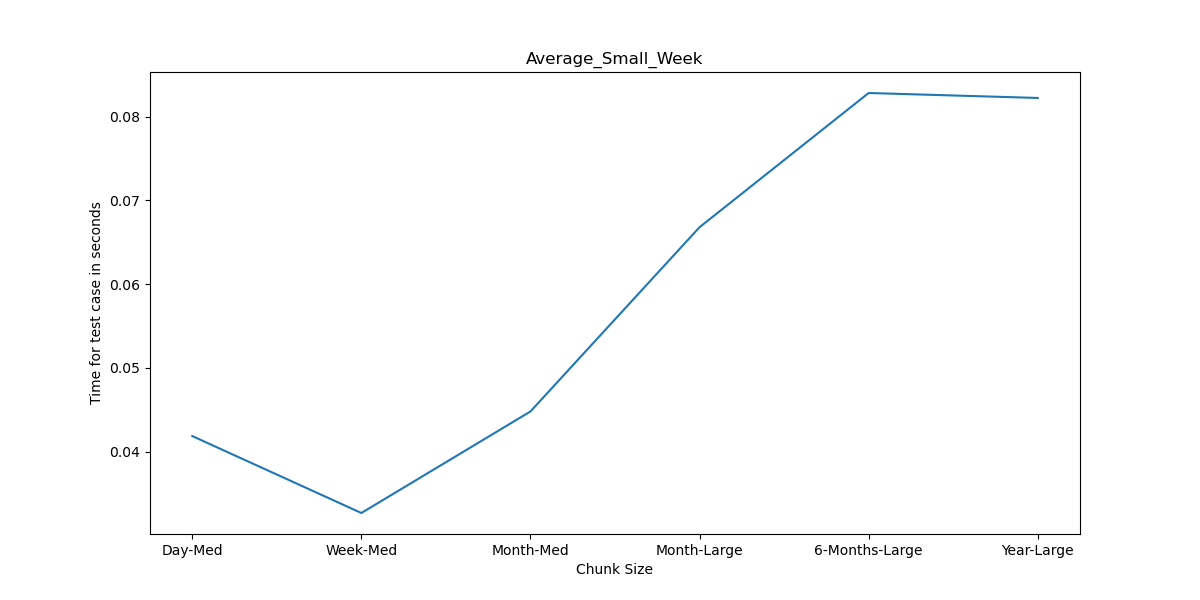 Average_Small_Week
Time for test case in seconds
0.08
0.07
0.06
0.05
0.04
Day-Med Week-Med Month-Med Month-Large 6-Months-Large Year-Large
Chunk Size